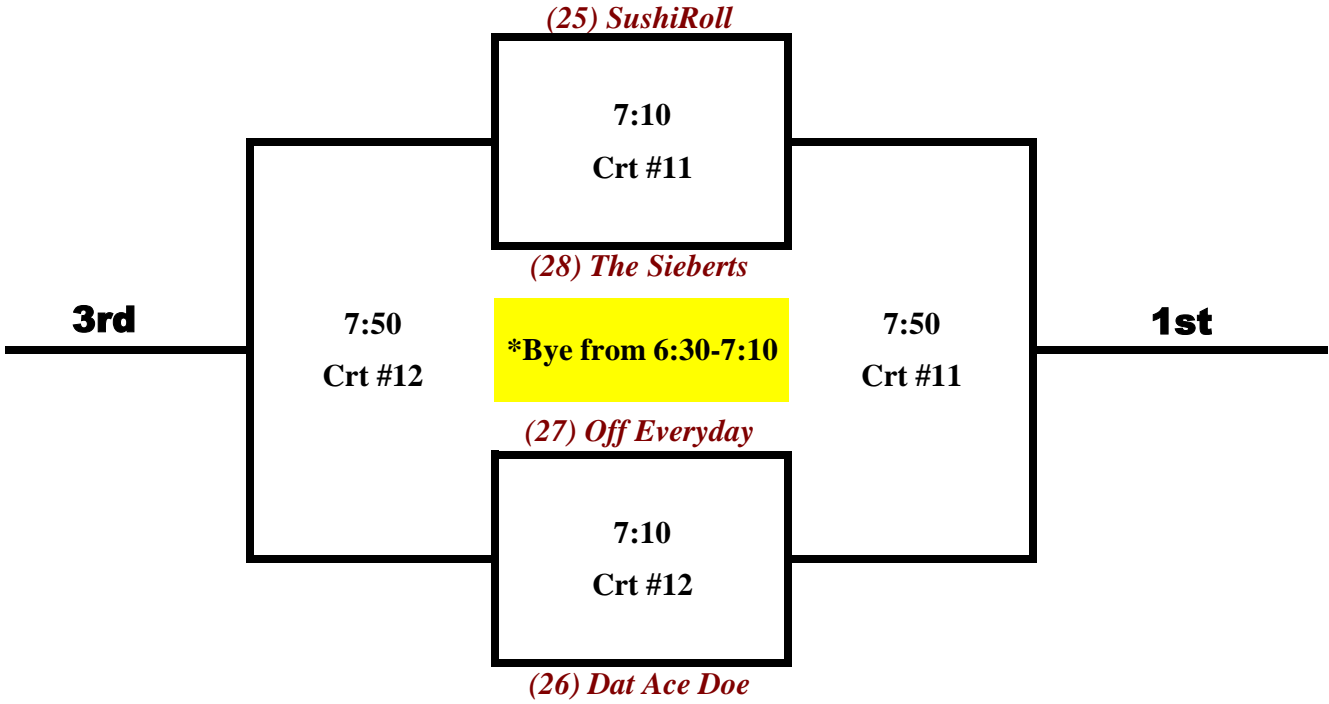 (25) SushiRoll
7:10
Crt #11
(28) The Sieberts
3rd
7:50
Crt #12
*Bye from 6:30-7:10
7:50
Crt #11
1st
(27) Off Everyday
7:10
Crt #12
(26) Dat Ace Doe